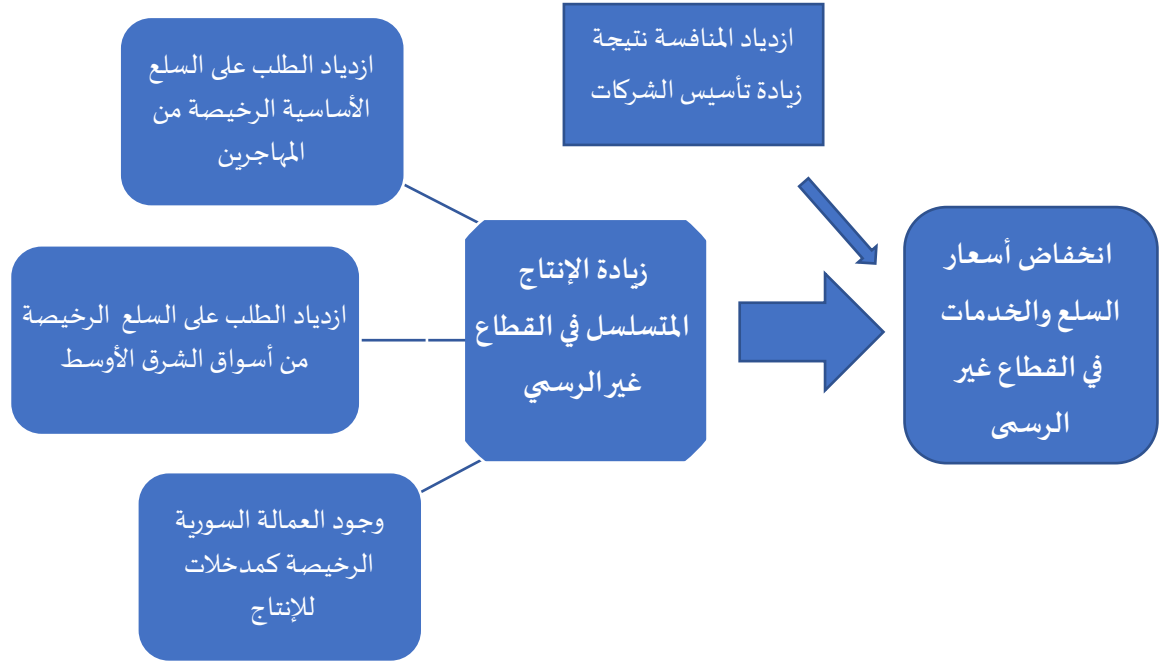 ازدياد المنافسة نتيجة
زيادة تأسيس الشركات
ازدياد الطلب على السلع
الأساسية الرخيصة من
المهاجرين
ازدياد الطلب على السلع الرخيصة
من أسواق الشرق الأوسط
وجود العمالة السورية
الرخيصة كمدخلات
للإنتاج
زيادة الإنتاج
المتسلسل في القطاع
غير الرسمي
انخفاض أسعار
السلع والخدمات
في القطاع غير
الرسمى